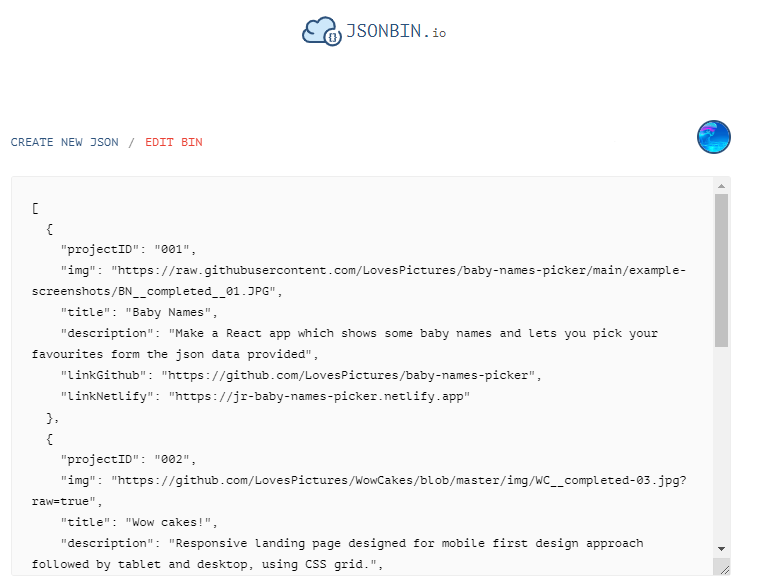 {} JSONBIN.io
CREATE NEW JSON / EDIT BIN
[
  {
    "projectID": "001",
    "img": "https://raw.githubusercontent.com/LovesPictures/baby-names-picker/main/example-
screenshots/BN__completed__01.JPG",
    "title": "Baby Names",
    "description": "Make a React app which shows some baby names and lets you pick your
favourites form the json data provided",
    "linkGithub": "https://github.com/LovesPictures/baby-names-picker",
    "linkNetlify": "https://jr-baby-names-picker.netlify.app"
  },
  {
    "projectID": "002",
    "img": "https://github.com/LovesPictures/WowCakes/blob/master/img/WC__completed-03.jpg?
raw=true",
    "title": "Wow cakes!",
    "description": "Responsive landing page designed for mobile first design approach
followed by tablet and desktop, using CSS grid.",